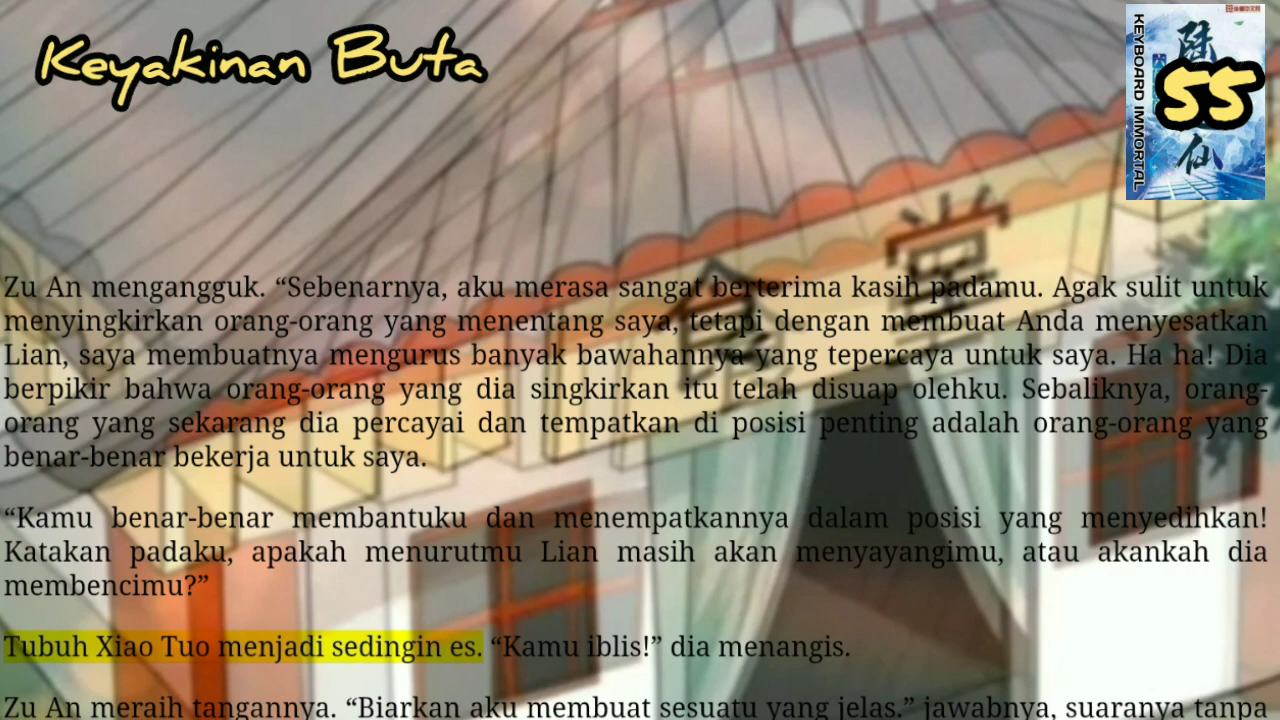 Keyakinan Buta
KEYBOARD IMMORTAL
陆
仙
55
食堂
Zu An mengangguk. “Sebenarnya, aku merasa sangat berterima kasih padamu. Agak sulit untuk
menyingkirkan orang-orang yang menentang saya, tetapi dengan membuat Anda menyesatkan
Lian, saya membuatnya mengurus banyak bawahannya yang tepercaya untuk saya. Ha ha! Dia
berpikir bahwa orang-orang yang dia singkirkan itu telah disuap olehku. Sebaliknya, orang-
orang yang sekarang dia percayai dan tempatkan di posisi penting adalah orang-orang yang
benar-benar bekerja untuk saya.
“Kamu benar-benar membantuku dan menempatkannya dalam posisi yang menyedihkan!
Katakan padaku, apakah menurutmu Lian masih akan menyayangimu, atau akankah dia
membencimu?”
Tubuh Xiao Tuo menjadi sedingin es. “Kamu iblis!” dia menangis.
Zu An meraih tangannya. “Biarkan aku membuat sesuatu yang jelas.” jawabnya, suaranya tanpa